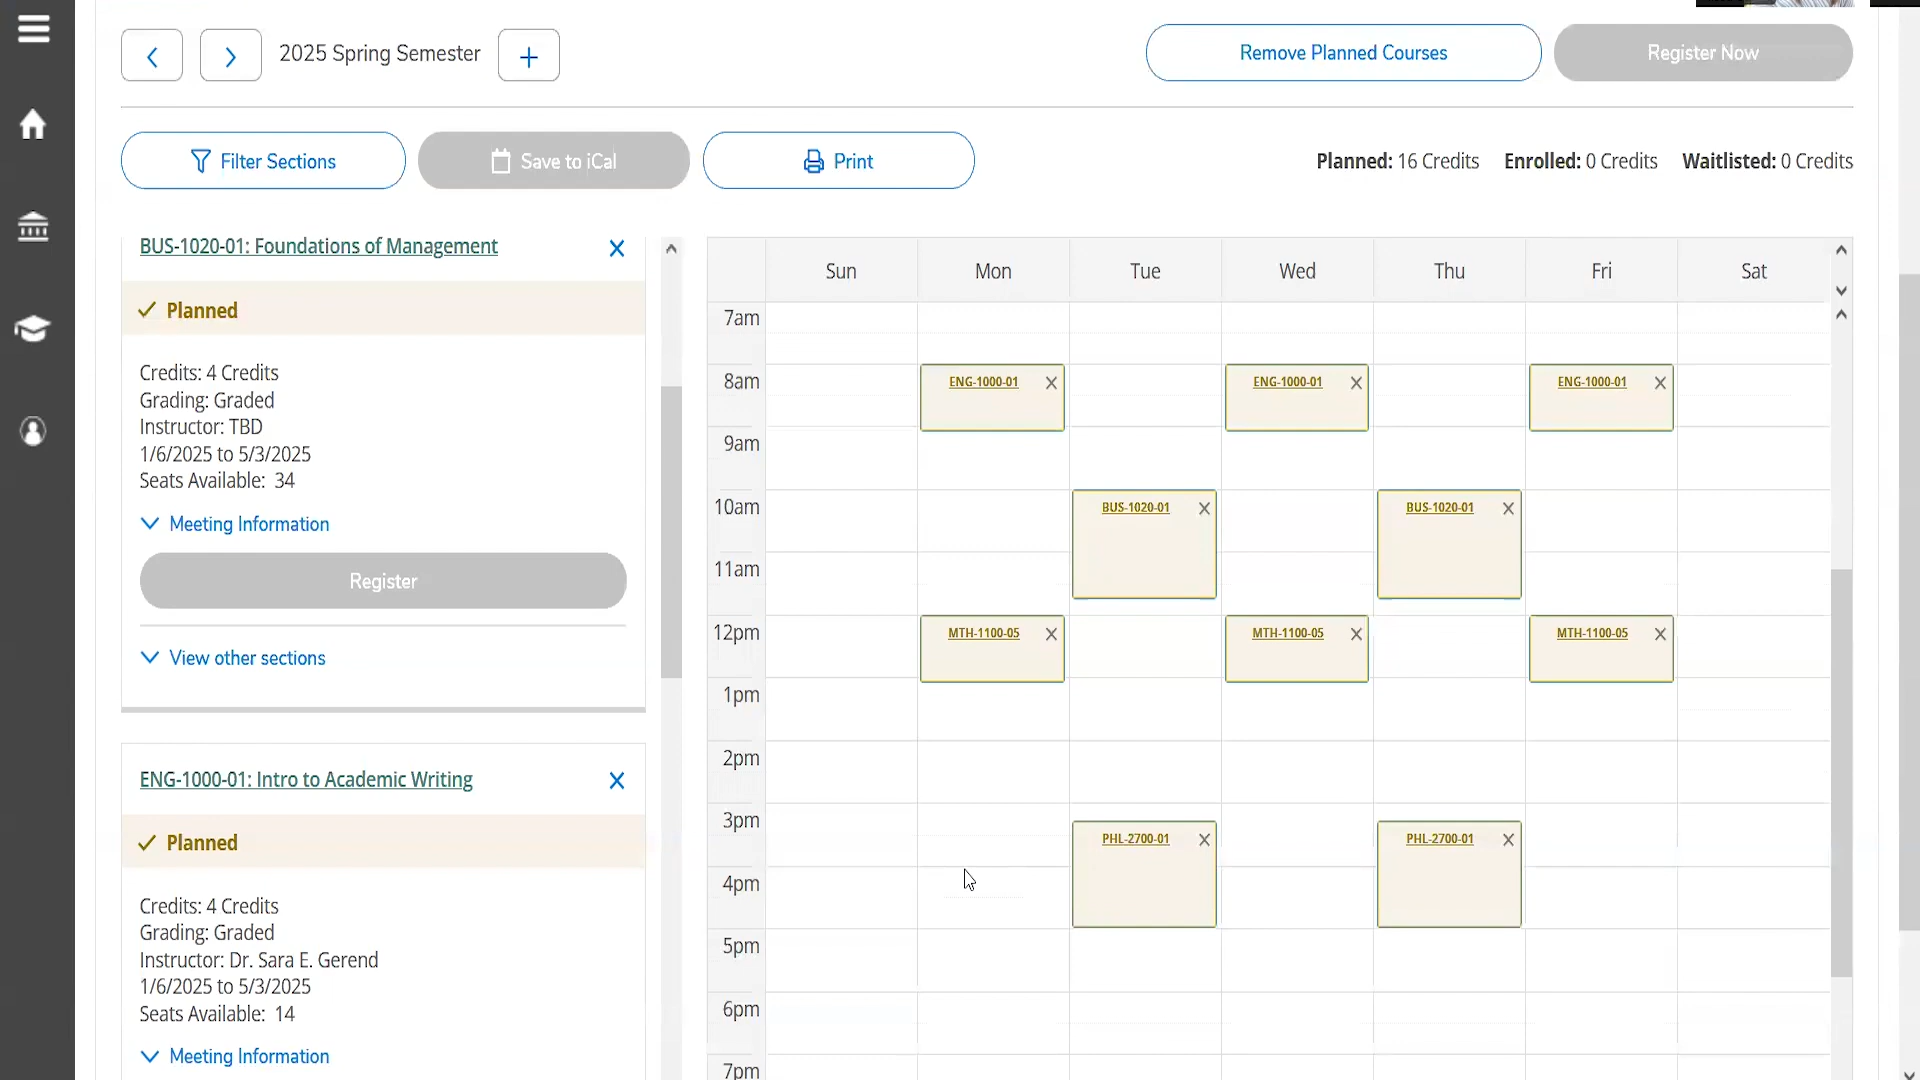 2025 Spring Semester
Remove Planned Courses
Register Now
Filter Sections
Save to iCal
Print
Planned: 16 Credits Enrolled: 0 Credits Waitlisted: 0 Credits
BUS-1020-01: Foundations of Management
Planned
Credits: 4 Credits
Grading: Graded
Instructor: TBD
1/6/2025 to 5/3/2025
Seats Available: 34
Meeting Information
Register
View other sections
ENG-1000-01: Intro to Academic Writing
Planned
Credits: 4 Credits
Grading: Graded
Instructor: Dr. Sara E. Gerend
1/6/2025 to 5/3/2025
Seats Available: 14
Meeting Information
Sun Mon Tue Wed Thu Fri Sat
7am
8am ENG-1000-01 ENG-1000-01 ENG-1000-01
9am
10am BUS-1020-01 BUS-1020-01
11am
12pm MTH-1100-05 MTH-1100-05 MTH-1100-05
1pm
2pm
3pm PHL-2700-01 PHL-2700-01
4pm
5pm
6pm
7pm